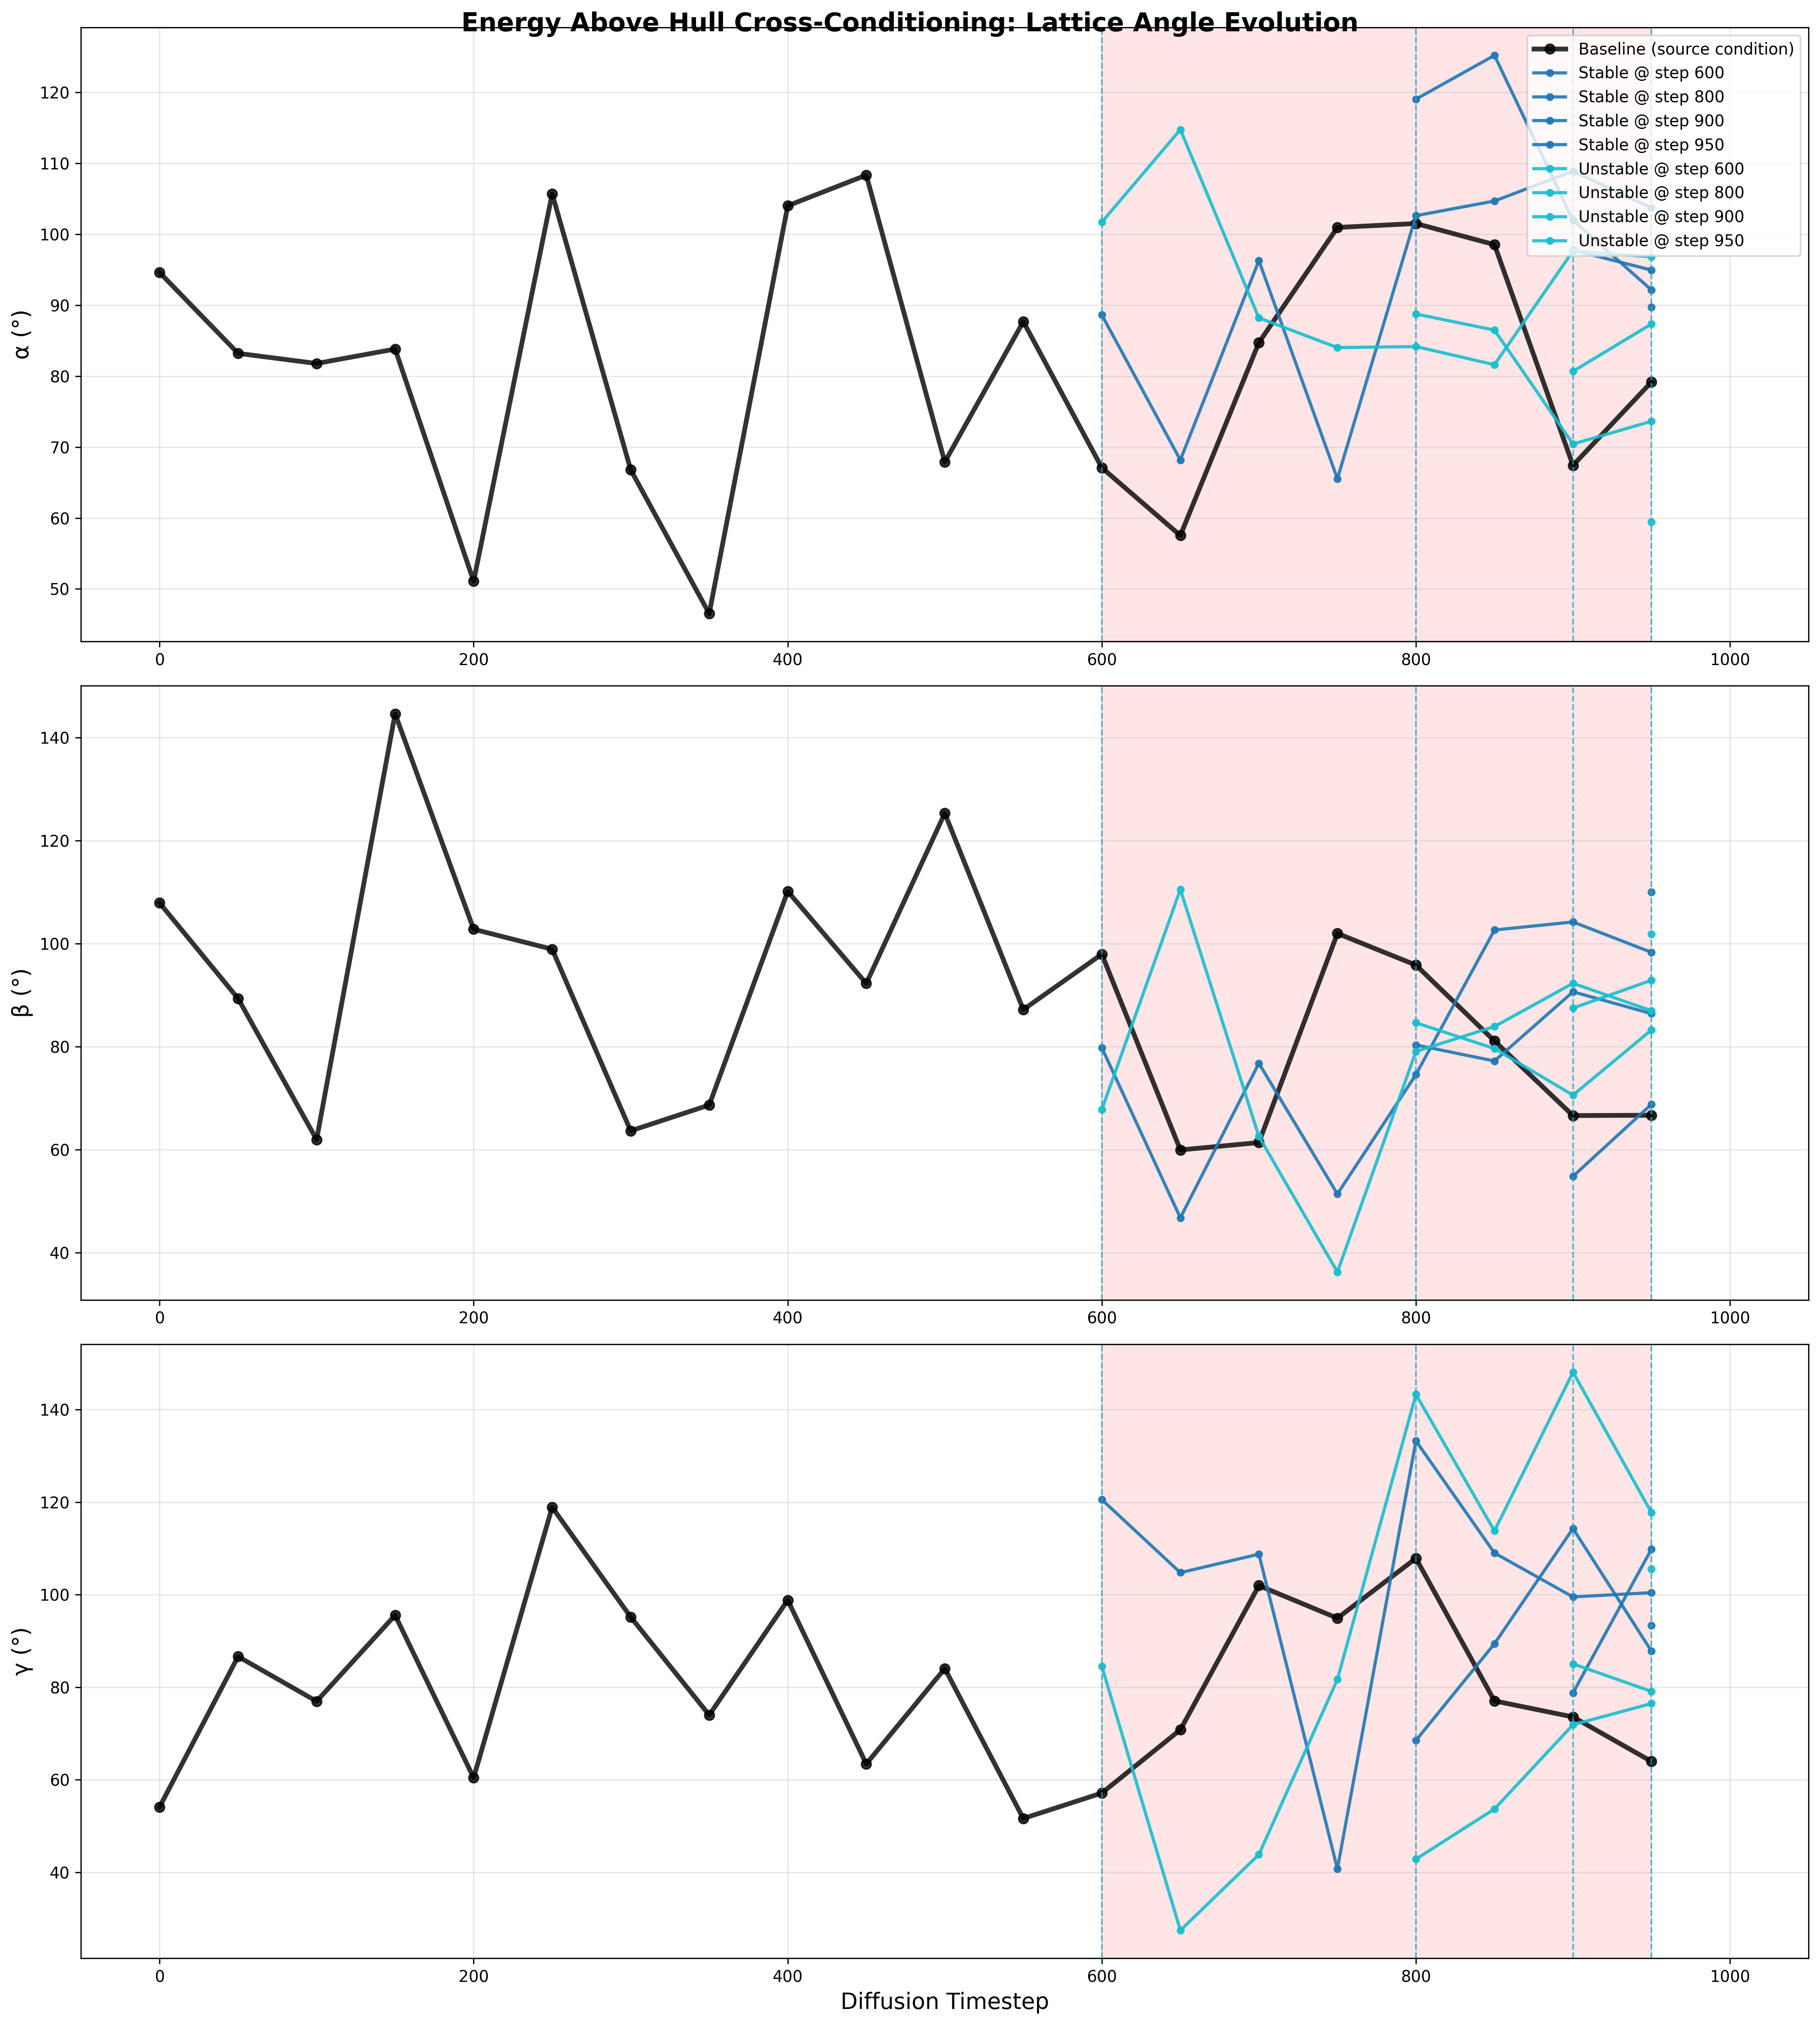 Energy Above Hull Cross-Conditioning: Lattice Angle Evolution
Baseline (source condition)
Stable @ step 600
Stable @ step 800
Stable @ step 900
Stable @ step 950
Unstable @ step 600
Unstable @ step 800
Unstable @ step 900
Unstable @ step 950
α (°)
120
110
100
90
80
70
60
50
0 200 400 600 800 1000
β (°)
140
120
100
80
60
40
0 200 400 600 800 1000
γ (°)
140
120
100
80
60
40
0 200 400 600 800 1000
Diffusion Timestep